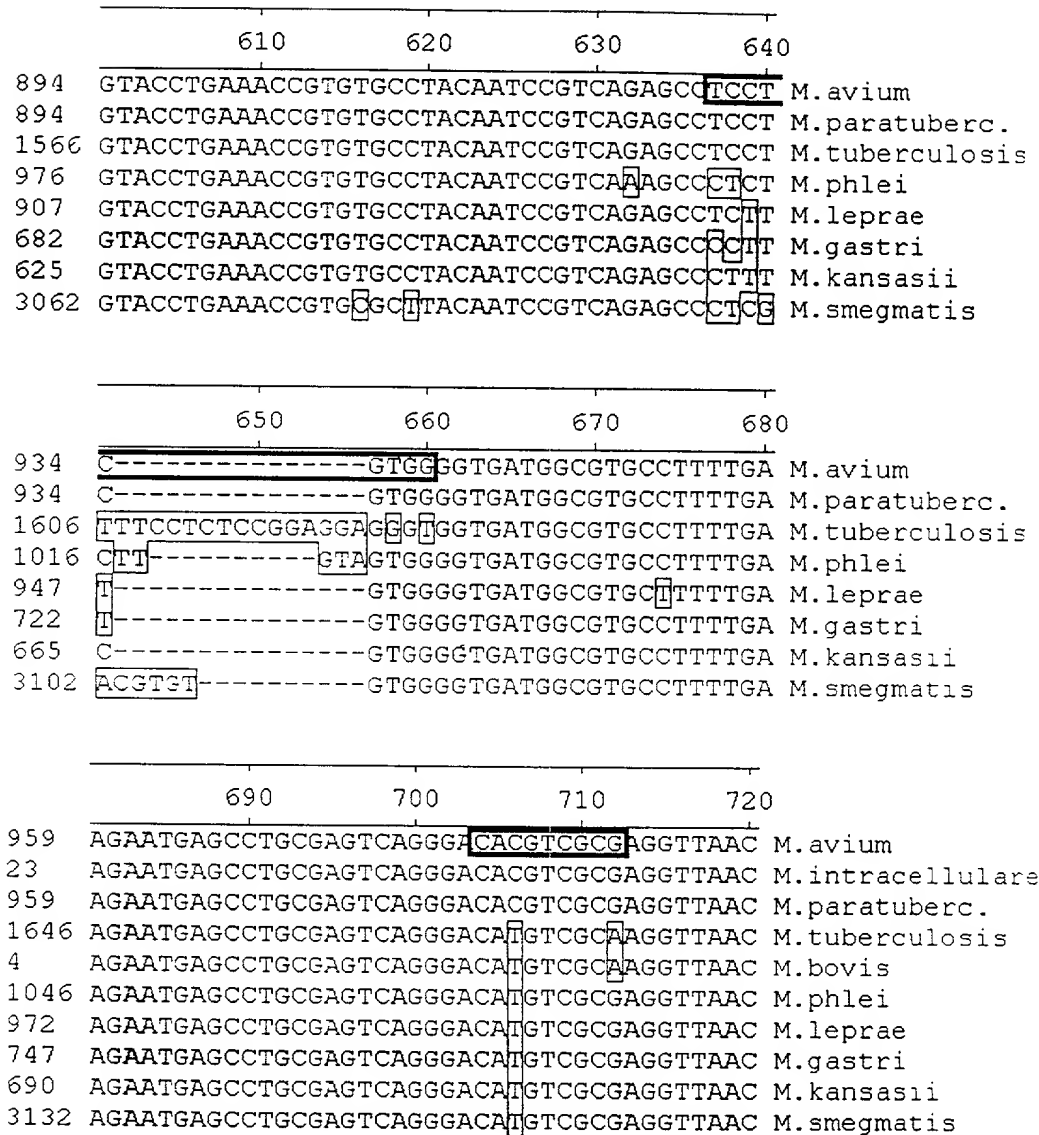 610 620 630 640
894 GTACCTGAAACCGTGTGCCTACAATCCGTCAGAGCCTCCT M.avium
894 GTACCTGAAACCGTGTGCCTACAATCCGTCAGAGCCTCCT M.paratuberc.
1566 GTACCTGAAACCGTGTGCCTACAATCCGTCAGAGCCTCCT M.tuberculosis
976 GTACCTGAAACCGTGTGCCTACAATCCGTCAAAGCCCTCT M.phlei
907 GTACCTGAAACCGTGTGCCTACAATCCGTCAGAGCCTCTT M.leprae
682 GTACCTGAAACCGTGTGCCTACAATCCGTCAGAGCCCCTT M.gastri
625 GTACCTGAAACCGTGTGCCTACAATCCGTCAGAGCCCTTT M.kansasii
3062 GTACCTGAAACCGTGCGCTTACAATCCGTCAGAGCCCTCG M.smegmatis
650 660 670 680
934 C---------------GTGGGGTGATGGCGTGCCTTTTGA M.avium
934 C---------------GTGGGGTGATGGCGTGCCTTTTGA M.paratuberc.
1606 TTTCCTCTCCGGAGGAGGGTGGTGATGGCGTGCCTTTTGA M.tuberculosis
1016 CTT----------GTAGTGGGGTGATGGCGTGCCTTTTGA M.phlei
947 T---------------GTGGGGTGATGGCGTGCTTTTTGA M.leprae
722 T---------------GTGGGGTGATGGCGTGCCTTTTGA M.gastri
665 C---------------GTGGGGTGATGGCGTGCCTTTTGA M.kansasii
3102 ACGTGT----------GTGGGGTGATGGCGTGCCTTTTGA M.smegmatis
690 700 710 720
959 AGAATGAGCCTGCGAGTCAGGGACACGTCGCGAGGTTAAC M.avium
23 AGAATGAGCCTGCGAGTCAGGGACACGTCGCGAGGTTAAC M.intracellulare
959 AGAATGAGCCTGCGAGTCAGGGACACGTCGCGAGGTTAAC M.paratuberc.
1646 AGAATGAGCCTGCGAGTCAGGGACATGTCGCAAGGTTAAC M.tuberculosis
4 AGAATGAGCCTGCGAGTCAGGGACATGTCGCAAGGTTAAC M.bovis
1046 AGAATGAGCCTGCGAGTCAGGGACATGTCGCGAGGTTAAC M.phlei
972 AGAATGAGCCTGCGAGTCAGGGACATGTCGCGAGGTTAAC M.leprae
747 AGAATGAGCCTGCGAGTCAGGGACATGTCGCGAGGTTAAC M.gastri
690 AGAATGAGCCTGCGAGTCAGGGACATGTCGCGAGGTTAAC M.kansasii
3132 AGAATGAGCCTGCGAGTCAGGGACATGTCGCGAGGTTAAC M.smegmatis